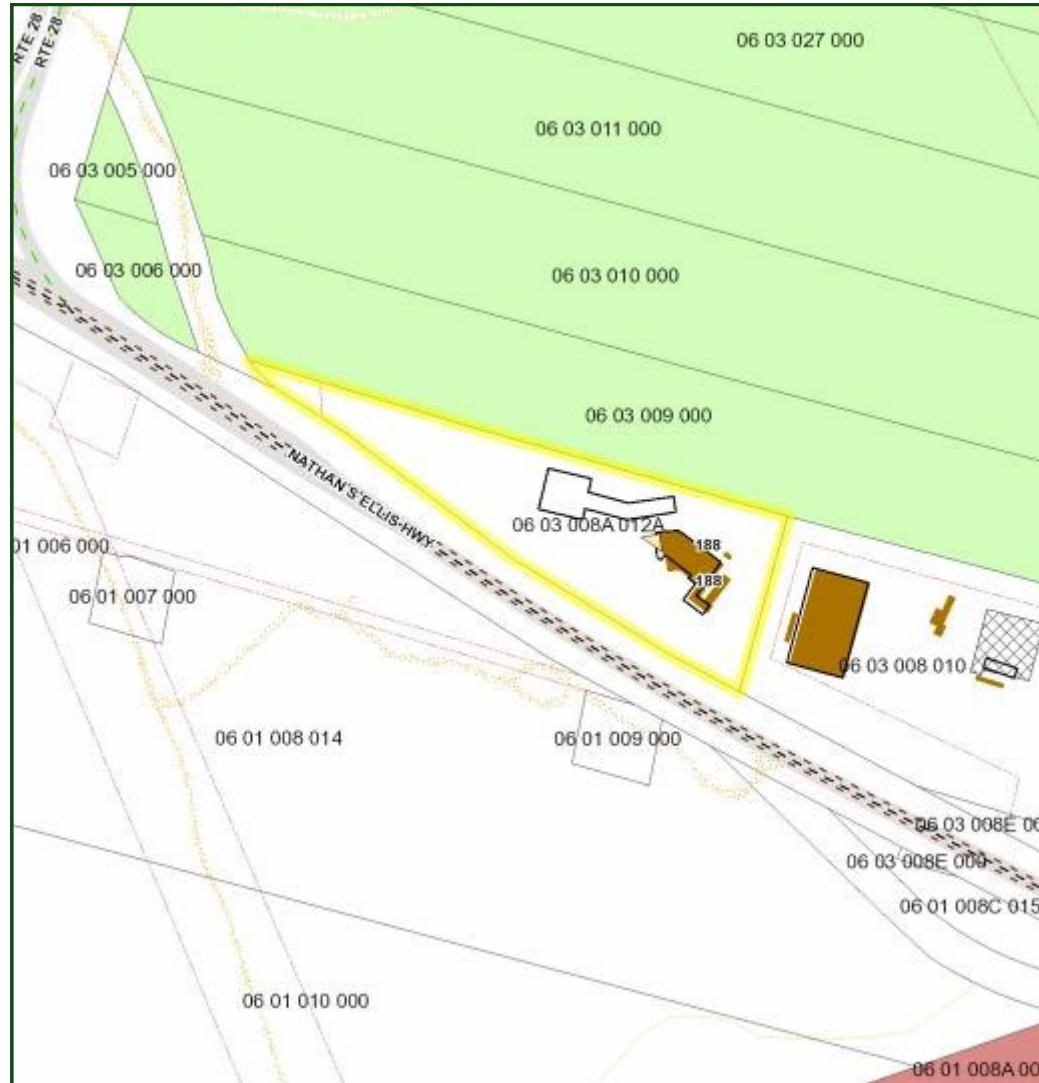 RTE 28
RTE 28
06 03 027 000
06 03 011 000
06 03 005 000
06 03 006 000
06 03 010 000
06 03 009 000
NATHAN S ELLIS HWY
06 03 008A 012A
188
188
01 006 000
06 01 007 000
06 03 008 010
06 01 008 014
06 01 009 000
06 03 008E 00
06 03 008E 009
06 01 008C 015
06 01 010 000
06 01 008A 00